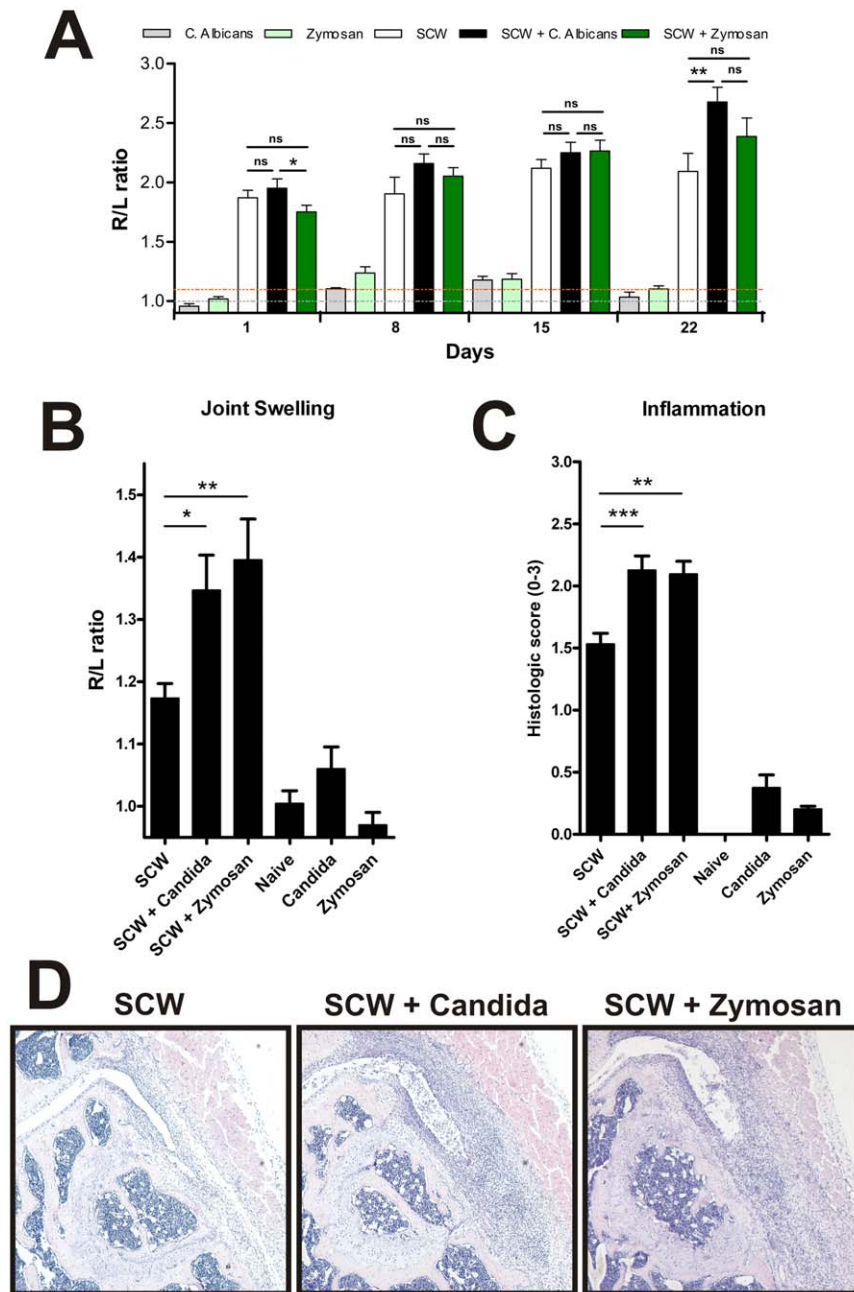 A
C. Albicans Zymosan SCW SCW + C. Albicans SCW + Zymosan
R/L ratio
3.0
2.5
2.0
1.5
1.0
ns
ns *
ns
ns ns
ns
ns ns
ns
** ns
1 8 15 22
Days
B
Joint Swelling
R/L ratio
1.5
1.4
1.3
1.2
1.1
1.0
**
*
SCW
SCW + Candida
SCW + Zymosan
Naive
Candida
Zymosan
C
Inflammation
Histologic score (0-3)
3.0
2.5
2.0
1.5
1.0
0.5
0.0
**
***
SCW
SCW + Candida
SCW+ Zymosan
Naive
Candida
Zymosan
D
SCW SCW + Candida SCW + Zymosan